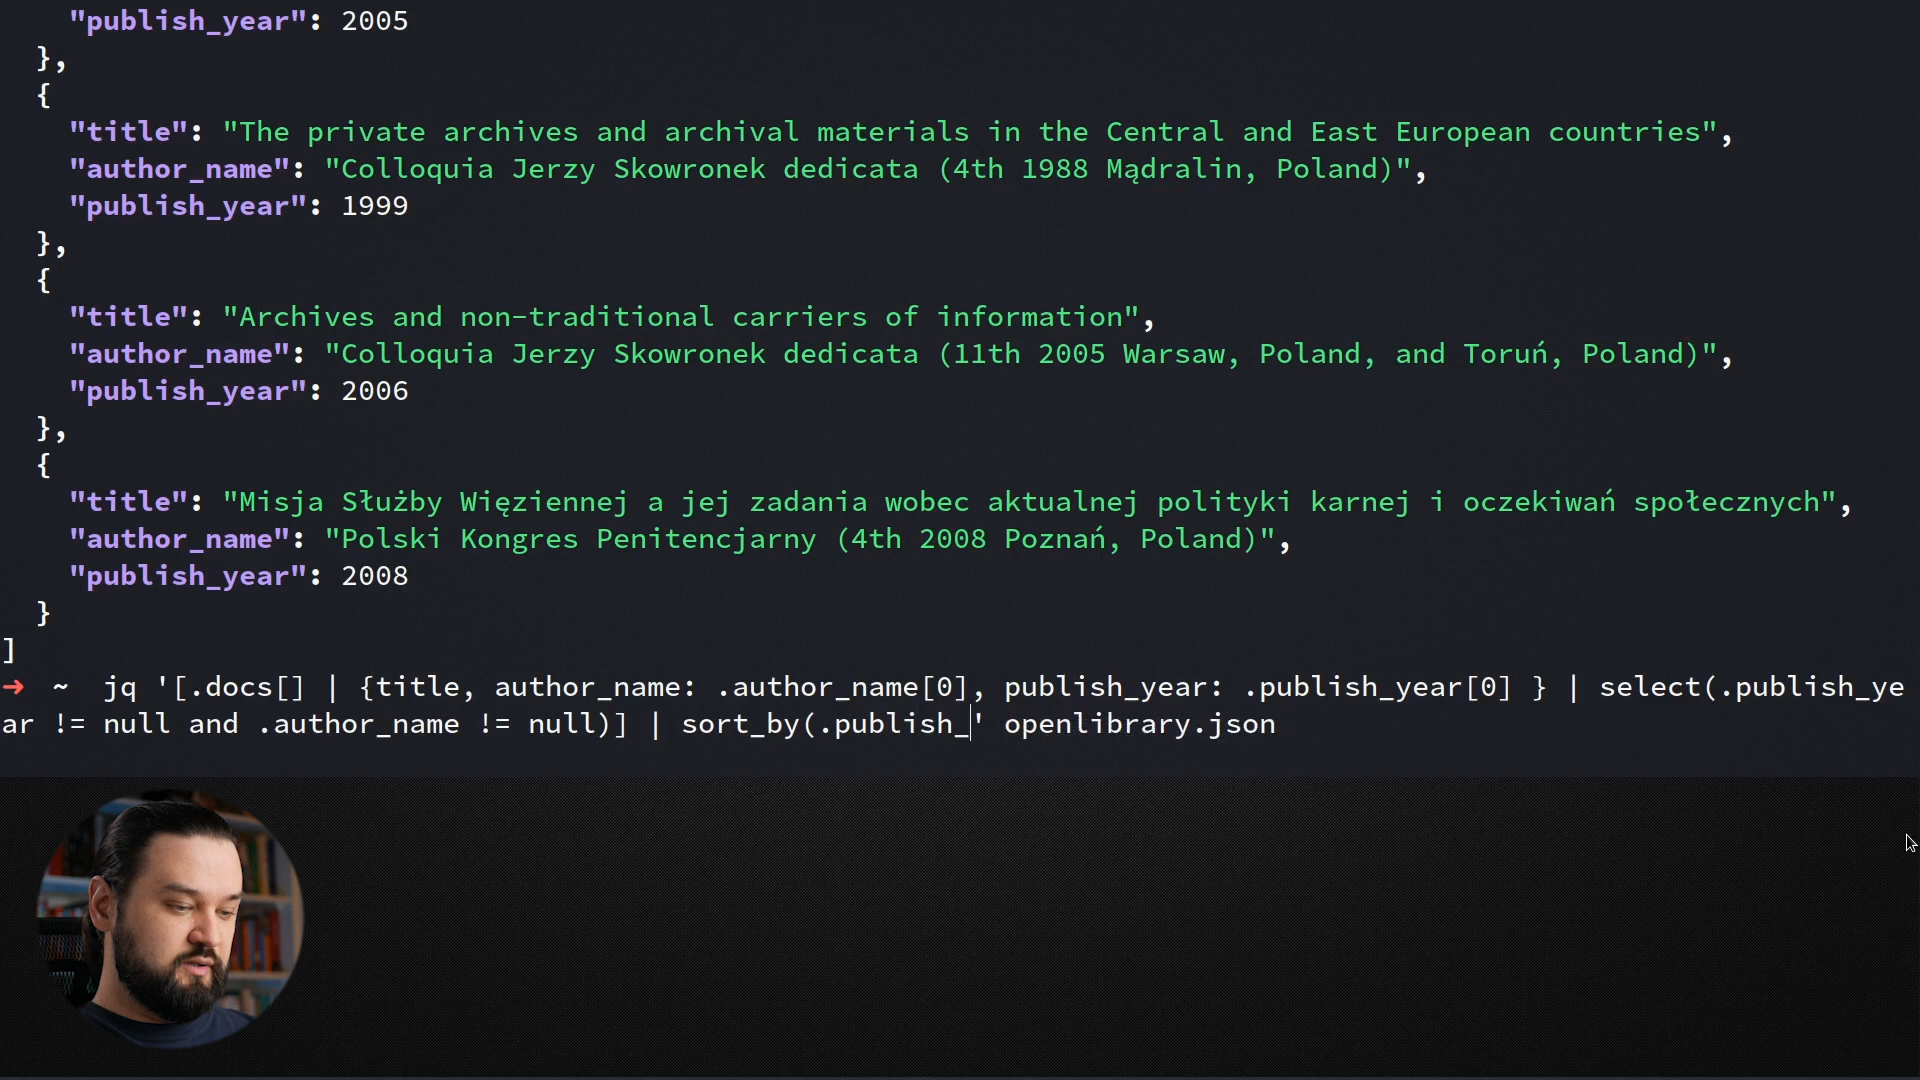 "publish_year": 2005
},
{
"title": "The private archives and archival materials in the Central and East European countries",
"author_name": "Colloquia Jerzy Skowronek dedicata (4th 1988 Mądralin, Poland)",
"publish_year": 1999
},
{
"title": "Archives and non-traditional carriers of information",
"author_name": "Colloquia Jerzy Skowronek dedicata (11th 2005 Warsaw, Poland, and Toruń, Poland)",
"publish_year": 2006
},
{
"title": "Misja Służby Więziennej a jej zadania wobec aktualnej polityki karnej i oczekiwań społecznych",
"author_name": "Polski Kongres Penitencjarny (4th 2008 Poznań, Poland)",
"publish_year": 2008
}
]
➜ ~ jq '[.docs[] | {title, author_name: .author_name[0], publish_year: .publish_year[0] } | select(.publish_ye
ar != null and .author_name != null)] | sort_by(.publish_' openlibrary.json